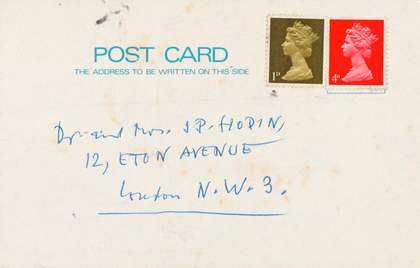 POST CARD
THE ADDRESS TO BE WRITTEN ON THIS SIDE
1D
4D
Dr. and Mrs. J.P. HODIN,
12, ETON AVENUE
London N.W.3.